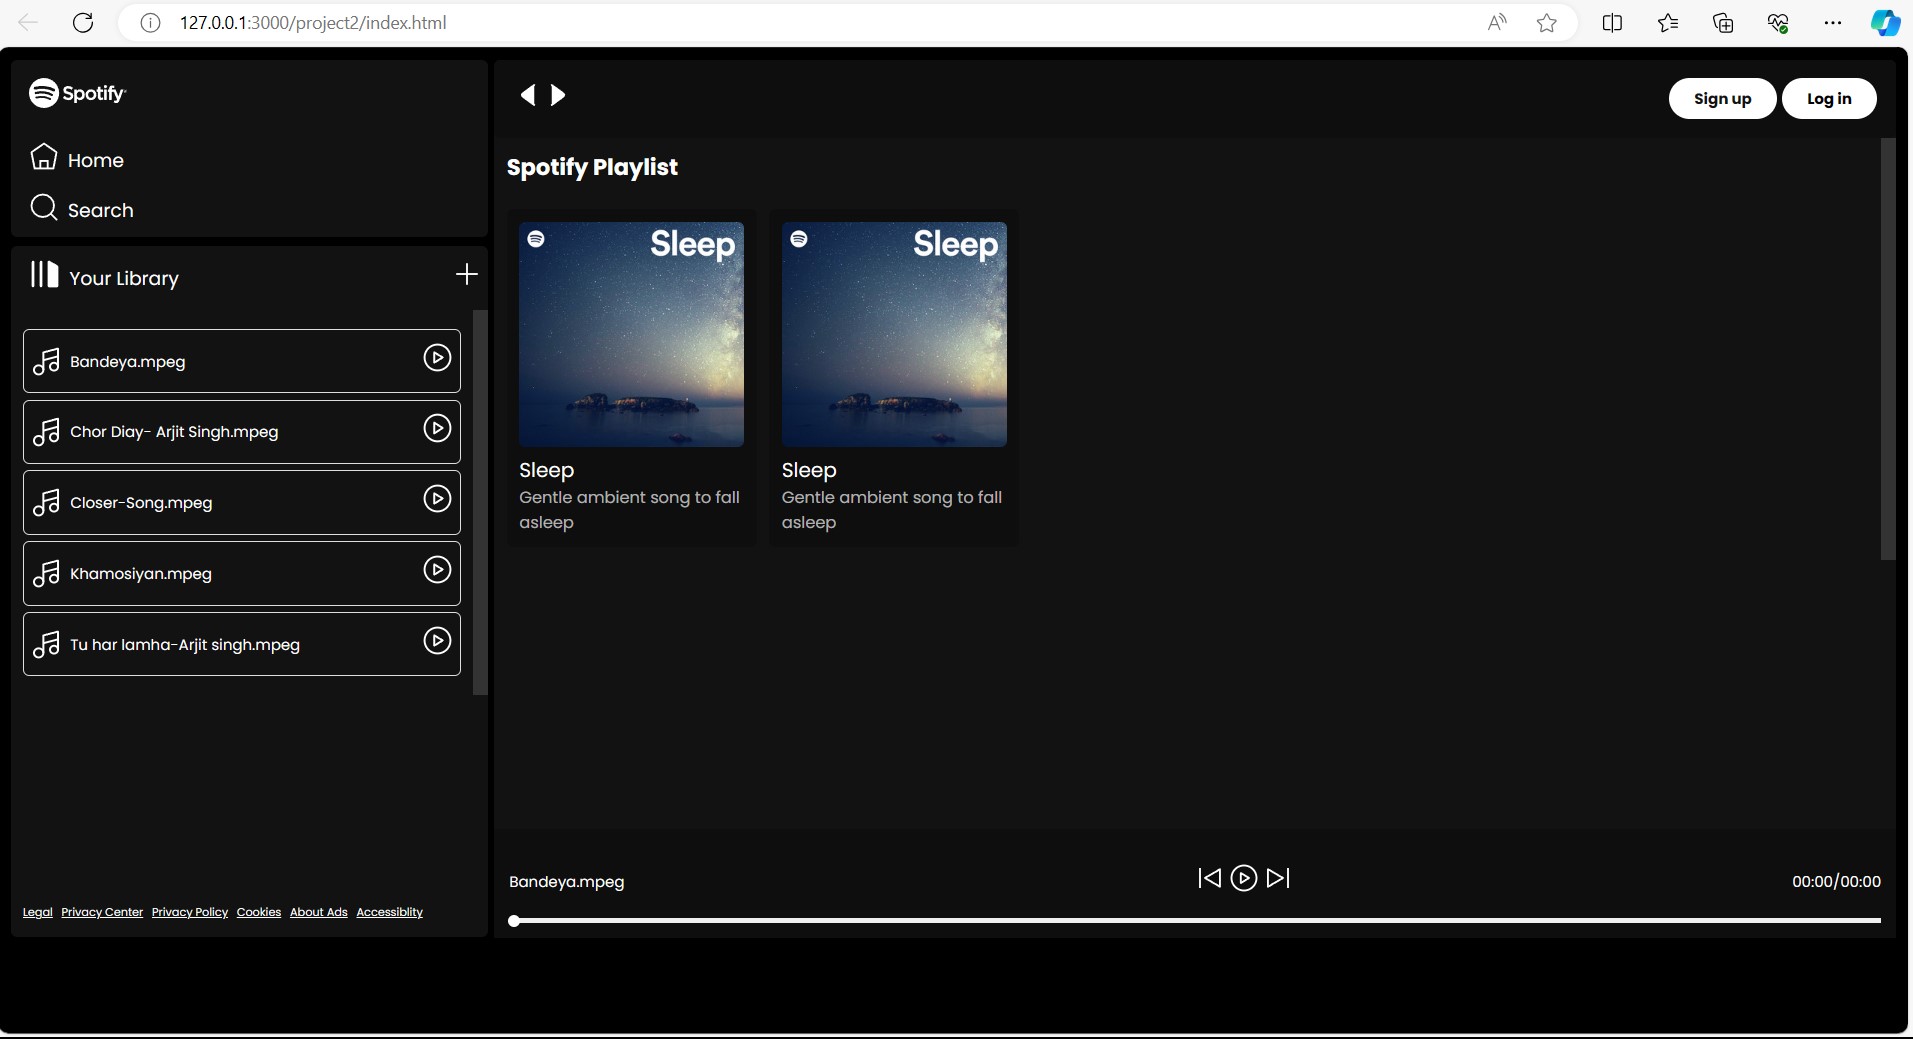 127.0.0.1:3000/project2/index.html
Spotify
Home
Search
Your Library
Bandeya.mpeg
Chor Diay- Arjit Singh.mpeg
Closer-Song.mpeg
Khamosiyan.mpeg
Tu har lamha-Arjit singh.mpeg
Legal Privacy Center Privacy Policy Cookies About Ads Accessiblity
Sign up Log in
Spotify Playlist
Sleep
Sleep
Gentle ambient song to fall
asleep
Sleep
Sleep
Gentle ambient song to fall
asleep
Bandeya.mpeg
00:00/00:00